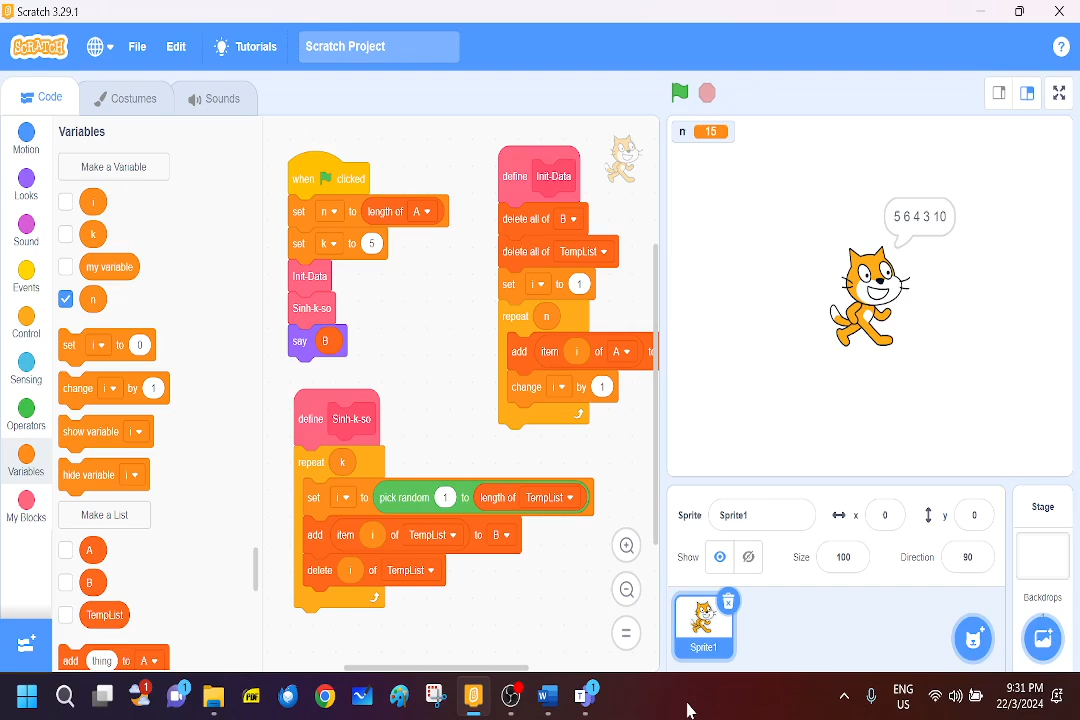 Scratch 3.29.1
SCRATCH File Edit Tutorials Scratch Project ?
Code Costumes Sounds
Motion
Looks
Sound
Events
Control
Sensing
Operators
Variables
My Blocks
Variables
Make a Variable
i
k
my variable
n
set i to 0
change i by 1
show variable i
hide variable i
Make a List
A
B
TempList
add thing to A
when clicked
set n to length of A
set k to 5
Init-Data
Sinh-k-so
say B
define Sinh-k-so
repeat k
set i to pick random 1 to length of TempList
add item i of TempList to B
delete i of TempList
define Init-Data
delete all of B
delete all of TempList
set i to 1
repeat n
add item i of A to
change i by 1
n 15
5 6 4 3 10
Sprite Sprite1 x 0 y 0
Show Size 100 Direction 90
Sprite1
Stage
Backdrops
1
PDF
W
T
1
1
ENG
US
9:31 PM
22/3/2024